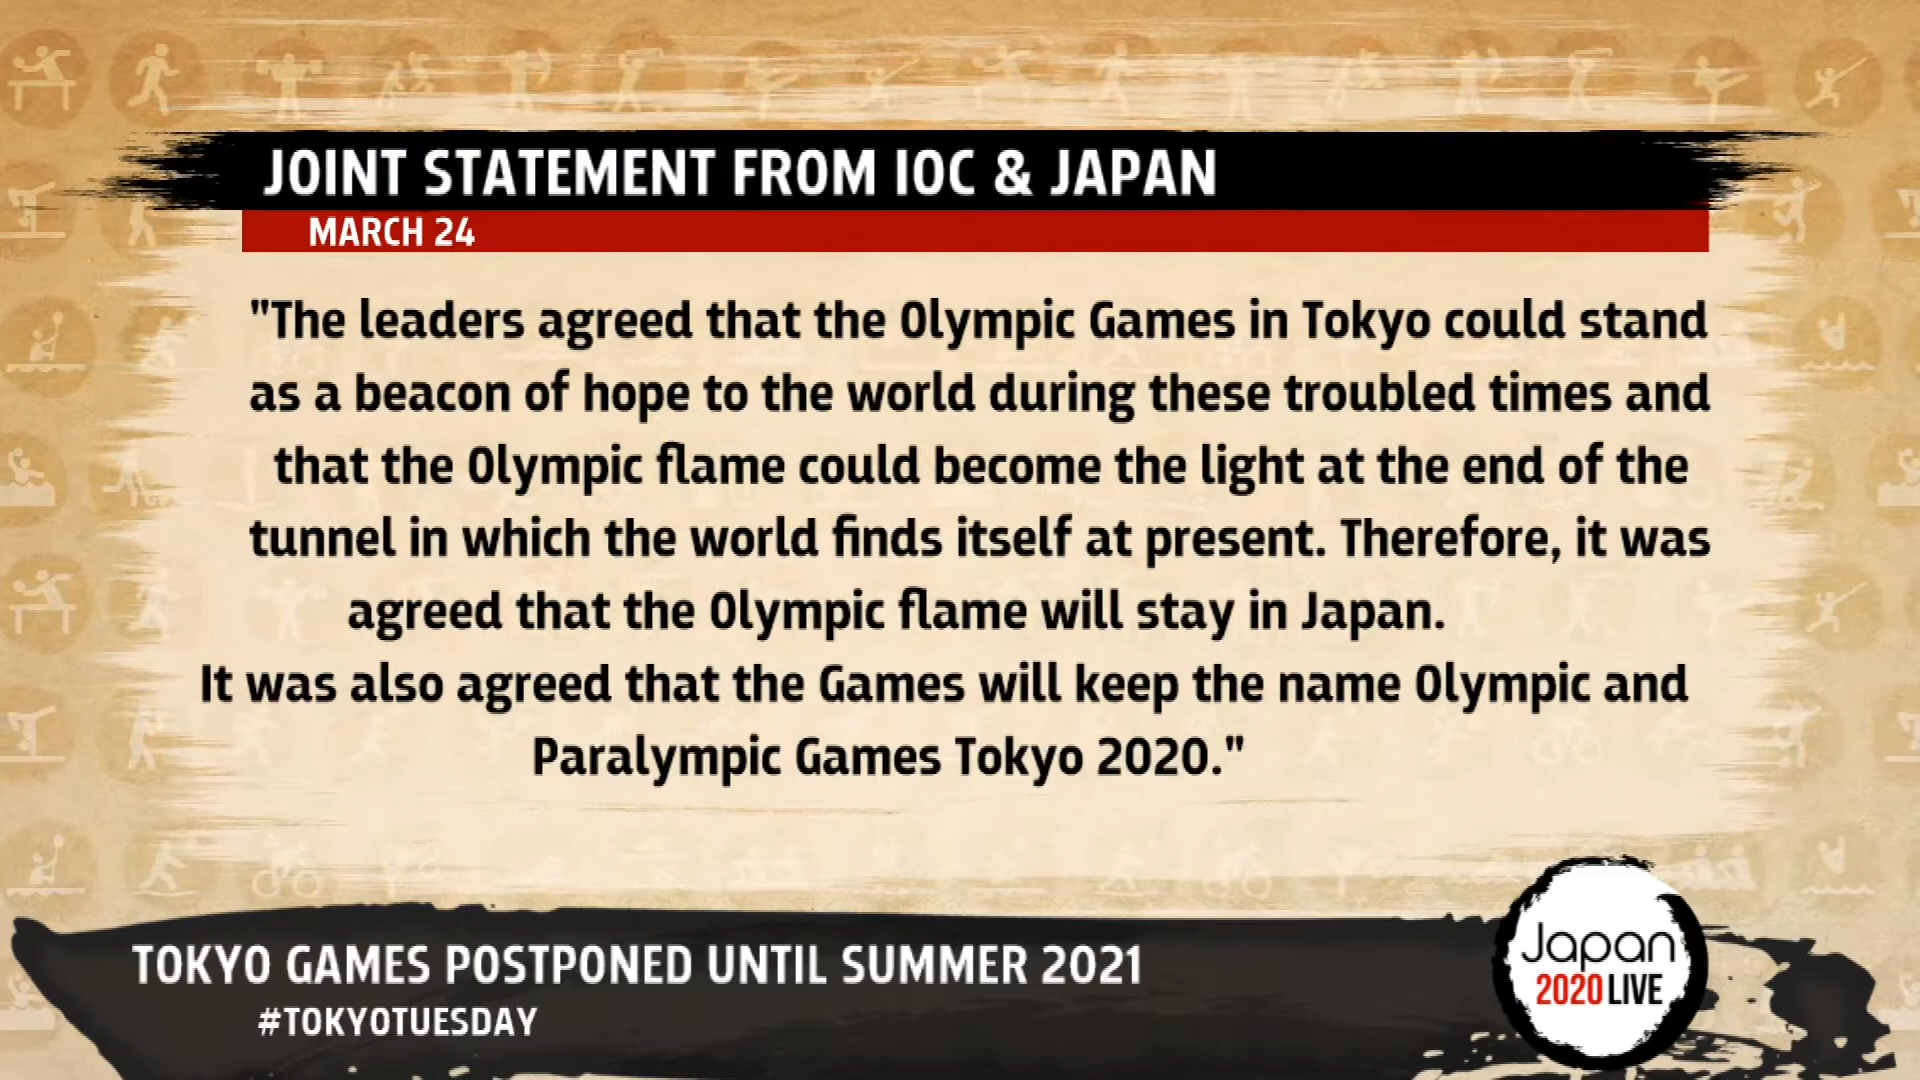 JOINT STATEMENT FROM IOC & JAPAN
MARCH 24
"The leaders agreed that the Olympic Games in Tokyo could stand
as a beacon of hope to the world during these troubled times and
that the Olympic flame could become the light at the end of the
tunnel in which the world finds itself at present. Therefore, it was
agreed that the Olympic flame will stay in Japan.
It was also agreed that the Games will keep the name Olympic and
Paralympic Games Tokyo 2020."
TOKYO GAMES POSTPONED UNTIL SUMMER 2021
#TOKYOTUESDAY
Japan
2020 LIVE